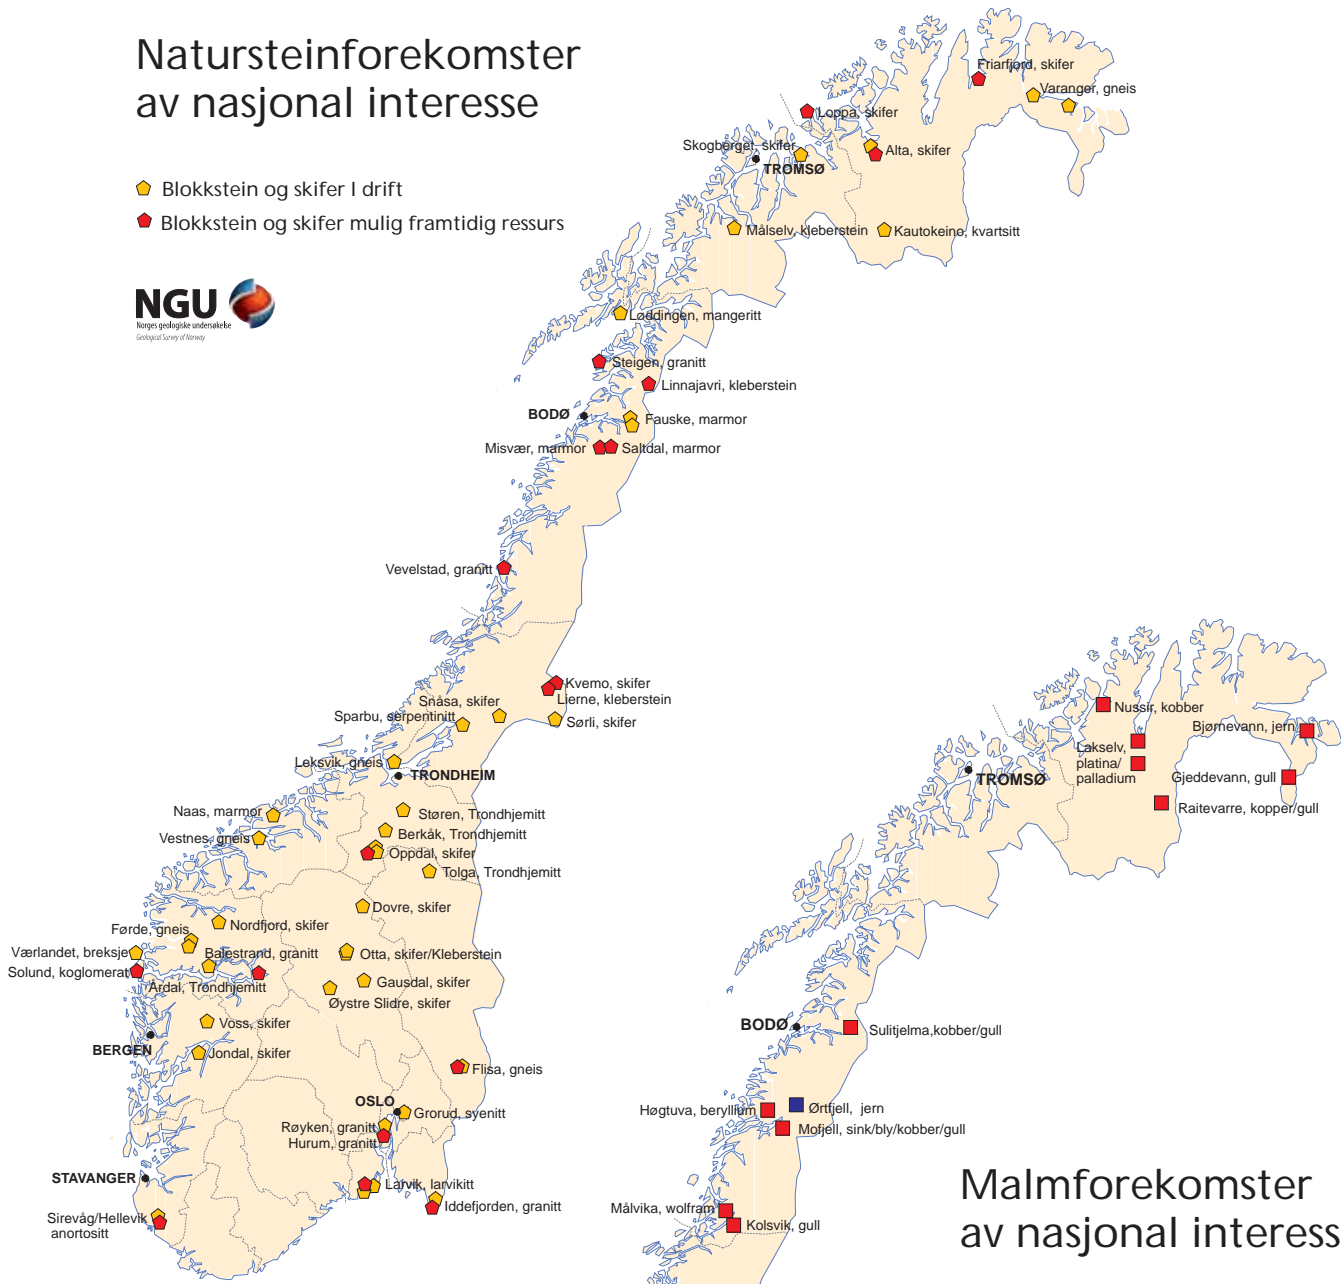 Natursteinforekomster
av nasjonal interesse
Blokkstein og skifer I drift
Blokkstein og skifer mulig framtidig ressurs
NGU
Norges geologiske undersøkelse
Geological Survey of Norway
Friarfjord, skifer
Varanger, gneis
Loppa, skifer
Skogberget, skifer
Alta, skifer
TROMSØ
Målselv, kleberstein
Kautokeino, kvartsitt
Løddingen, mangeritt
Steigen, granitt
Linnajavri, kleberstein
BODØ
Fauske, marmor
Misvær, marmor
Saltdal, marmor
Vevelstad, granitt
Kvemo, skifer
Lierne, kleberstein
Snåsa, skifer
Sparbu, serpentinitt
Sørli, skifer
Leksvik, gneis
TRONDHEIM
Naas, marmor
Støren, Trondhjemitt
Vestnes, gneis
Berkåk, Trondhjemitt
Oppdal, skifer
Tolga, Trondhjemitt
Dovre, skifer
Nordfjord, skifer
Førde, gneis
Værlandet, breksje
Balestrand, granitt
Otta, skifer/Kleberstein
Solund, koglomerat
Årdal, Trondhjemitt
Gausdal, skifer
Øystre Slidre, skifer
Voss, skifer
BERGEN
Jondal, skifer
Flisa, gneis
OSLO
Grorud, syenitt
Røyken, granitt
Hurum, granitt
STAVANGER
Larvik, larvikitt
Iddefjorden, granitt
Sirevåg/Hellevik
anortositt
Nussir, kobber
Bjørnevann, jern
Lakselv,
platina/
palladium
TROMSØ
Gjeddevann, gull
Raitevarre, kopper/gull
BODØ
Sulitjelma,kobber/gull
Høgtuva, beryllium
Ørtfjell, jern
Mofjell, sink/bly/kobber/gull
Målvika, wolfram
Kolsvik, gull
Malmforekomster
av nasjonal interess